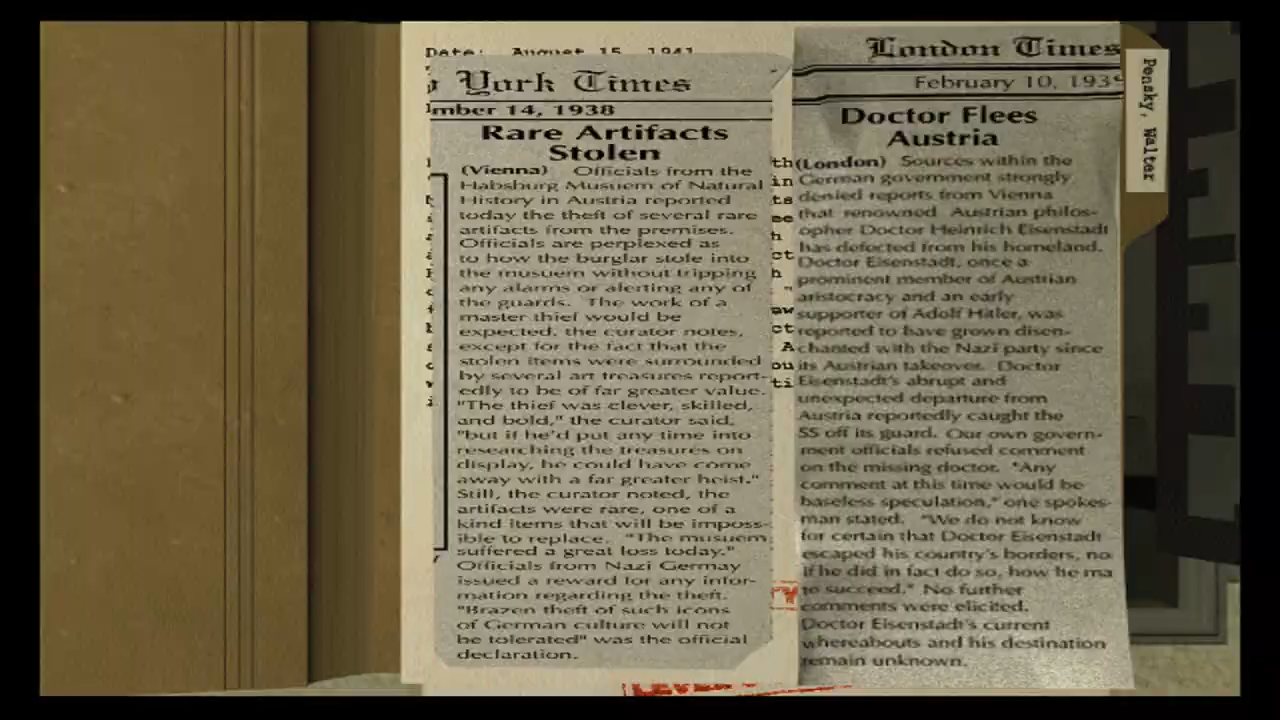 Date: August 15, 1941
York Times
mber 14, 1938
Rare Artifacts
Stolen
(Vienna) Officials from the
Habsburg Musuem of Natural
History in Austria reported
today the theft of several rare
artifacts from the premises.
Officials are perplexed as
to how the burglar stole into
the musuem without tripping
any alarms or alerting any of
the guards. The work of a
master thief would be
expected, the curator notes,
except for the fact that the
stolen items were surrounded
by several art treasures report-
edly to be of far greater value.
"The thief was clever, skilled,
and bold," the curator said,
"but if he'd put any time into
researching the treasures on
display, he could have come
away with a far greater heist."
Still, the curator noted, the
artifacts were rare, one of a
kind items that will be imposs-
ible to replace. "The musuem
suffered a great loss today."
Officials from Nazi Germay
issued a reward for any infor-
mation regarding the theft.
"Brazen theft of such icons
of German culture will not
be tolerated" was the official
declaration.
London Times
February 10, 1939
Doctor Flees
Austria
(London) Sources within the
German government strongly
denied reports from Vienna
that renowned Austrian philos-
opher Doctor Heinrich Eisenstadt
has defected from his homeland.
Doctor Eisenstadt, once a
prominent member of Austrian
aristocracy and an early
supporter of Adolf Hitler, was
reported to have grown disen-
chanted with the Nazi party since
its Austrian takeover. Doctor
Eisenstadt's abrupt and
unexpected departure from
Austria reportedly caught the
SS off its guard. Our own govern-
ment officials refused comment
on the missing doctor. "Any
comment at this time would be
baseless speculation," one spokes-
man stated. "We do not know
for certain that Doctor Eisenstadt
escaped his country's borders, no
if he did in fact do so, how he ma
to succeed." No further
comments were elicited.
Doctor Eisenstadt's current
whereabouts and his destination
remain unknown.
Pensky, Walter